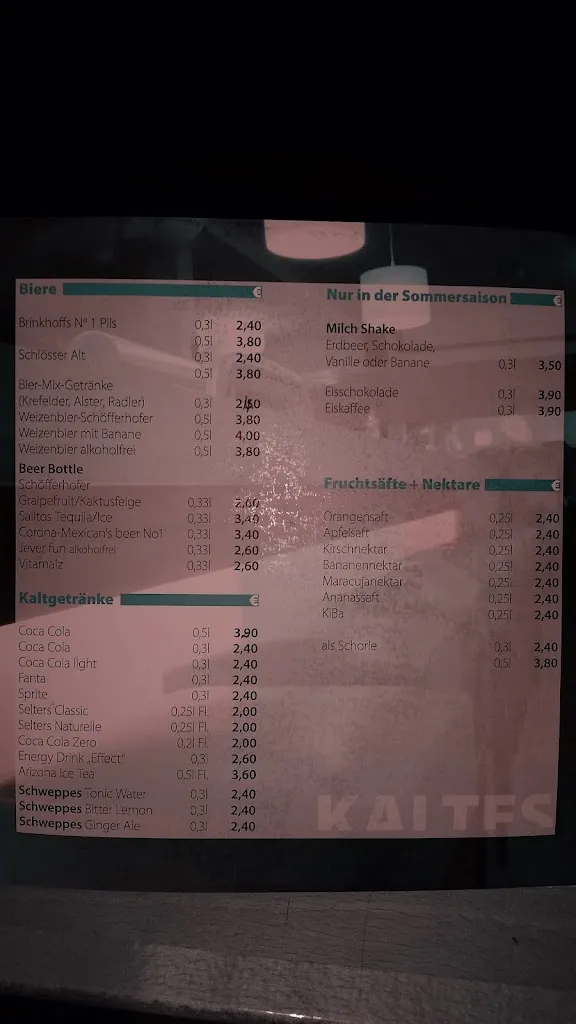 Biere €
Brinkhoffs N° 1 Pils 0,3l 2,40
0,5l 3,80
Schlösser Alt 0,3l 2,40
0,5l 3,80
Bier-Mix-Getränke
(Krefelder, Alster, Radler) 0,3l 2,50
Weizenbier-Schöfferhofer 0,5l 3,80
Weizenbier mit Banane 0,5l 4,00
Weizenbier alkoholfrei 0,5l 3,80
Beer Bottle
Schöfferhofer
Graipefruit/Kaktusfeige 0,33l 2,60
Salitos Tequila/Ice 0,33l 3,40
Corona-Mexican's beer No1 0,33l 3,40
Jever fun alkoholfrei 0,33l 2,60
Vitamalz 0,33l 2,60
Kaltgetränke €
Coca Cola 0,5l 3,90
Coca Cola 0,3l 2,40
Coca Cola light 0,3l 2,40
Fanta 0,3l 2,40
Sprite 0,3l 2,40
Selters Classic 0,25l Fl. 2,00
Selters Naturelle 0,25l Fl. 2,00
Coca Cola Zero 0,2l Fl. 2,00
Energy Drink „Effect" 0,3l 2,60
Arizona Ice Tea 0,5l Fl. 3,60
Schweppes Tonic Water 0,3l 2,40
Schweppes Bitter Lemon 0,3l 2,40
Schweppes Ginger Ale 0,3l 2,40
Nur in der Sommersaison €
Milch Shake
Erdbeer, Schokolade,
Vanille oder Banane 0,3l 3,50
Eisschokolade 0,3l 3,90
Eiskaffee 0,3l 3,90
Fruchtsäfte + Nektare €
Orangensaft 0,25l 2,40
Apfelsaft 0,25l 2,40
Kirschnektar 0,25l 2,40
Bananennektar 0,25l 2,40
Maracujanektar 0,25l 2,40
Ananassaft 0,25l 2,40
KiBa 0,25l 2,40
als Schorle 0,3l 2,40
0,5l 3,80
KALTES